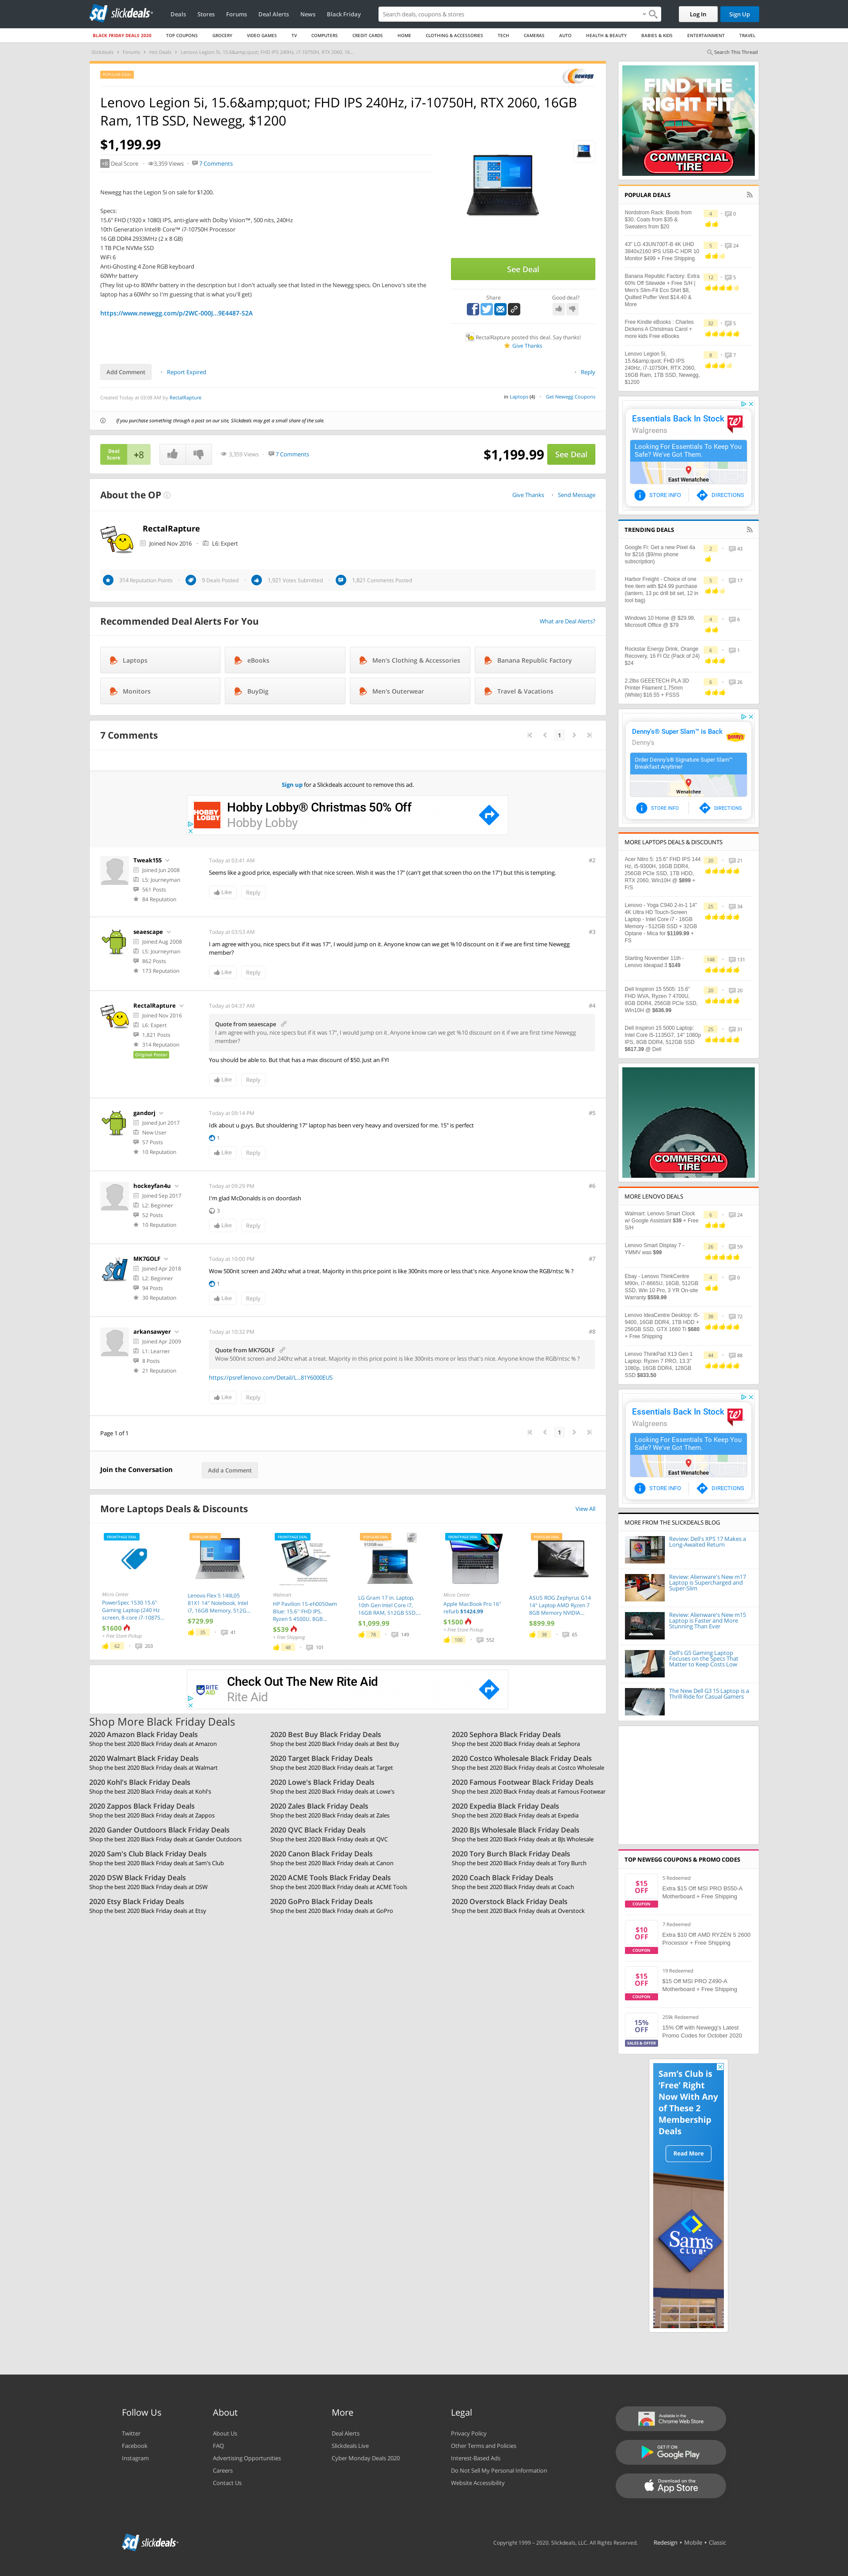 slickdeals
Deals Stores Forums Deal Alerts News Black Friday
Search deals, coupons & stores
Log In Sign Up
BLACK FRIDAY DEALS 2020 TOP COUPONS GROCERY VIDEO GAMES TV COMPUTERS CREDIT CARDS HOME CLOTHING & ACCESSORIES TECH CAMERAS AUTO HEALTH & BEAUTY BABIES & KIDS ENTERTAINMENT TRAVEL
Slickdeals Forums Hot Deals Lenovo Legion 5i, 15.6&amp;quot; FHD IPS 240Hz, i7-10750H, RTX 2060, 16...
Search This Thread
POPULAR DEAL
newegg
Lenovo Legion 5i, 15.6&amp;quot; FHD IPS 240Hz, i7-10750H, RTX 2060, 16GB
Ram, 1TB SSD, Newegg, $1200
$1,199.99
+8 Deal Score 3,359 Views 7 Comments
Newegg has the Legion 5i on sale for $1200.
Specs:
15.6" FHD (1920 x 1080) IPS, anti-glare with Dolby Vision™, 500 nits, 240Hz
10th Generation Intel® Core™ i7-10750H Processor
16 GB DDR4 2933MHz (2 x 8 GB)
1 TB PCIe NVMe SSD
WiFi 6
Anti-Ghosting 4 Zone RGB keyboard
60Whr battery
(They list up-to 80Whr battery in the description but I don't actually see that listed in the Newegg specs. On Lenovo's site the
laptop has a 60Whr so I'm guessing that is what you'll get)
https://www.newegg.com/p/2WC-000J...9E4487-S2A
See Deal
Share Good deal?
RectalRapture posted this deal. Say thanks!
Give Thanks
Add Comment Report Expired Reply
Created Today at 03:08 AM by RectalRapture
in Laptops (4) Get Newegg Coupons
If you purchase something through a post on our site, Slickdeals may get a small share of the sale.
Deal
Score +8
3,359 Views 7 Comments
$1,199.99 See Deal
About the OP
Give Thanks Send Message
RectalRapture
Joined Nov 2016 L6: Expert
314 Reputation Points 9 Deals Posted 1,921 Votes Submitted 1,821 Comments Posted
Recommended Deal Alerts For You
What are Deal Alerts?
Laptops eBooks Men's Clothing & Accessories Banana Republic Factory
Monitors BuyDig Men's Outerwear Travel & Vacations
7 Comments
1
Sign up for a Slickdeals account to remove this ad.
HOBBY
LOBBY
Hobby Lobby® Christmas 50% Off
Hobby Lobby
Tweak155
Joined Jun 2008
L5: Journeyman
561 Posts
84 Reputation
Today at 03:41 AM
#2
Seems like a good price, especially with that nice screen. Wish it was the 17" (can't get that screen tho on the 17") but this is tempting.
Like Reply
seaescape
Joined Aug 2008
L5: Journeyman
862 Posts
173 Reputation
Today at 03:53 AM
#3
I am agree with you, nice specs but if it was 17", I would jump on it. Anyone know can we get %10 discount on it if we are first time Newegg
member?
Like Reply
RectalRapture
Joined Nov 2016
L6: Expert
1,821 Posts
314 Reputation
Original Poster
Today at 04:37 AM
#4
Quote from seaescape
I am agree with you, nice specs but if it was 17", I would jump on it. Anyone know can we get %10 discount on it if we are first time Newegg
member?
You should be able to. But that has a max discount of $50. Just an FYI
Like Reply
gandorj
Joined Jun 2017
New User
57 Posts
10 Reputation
Today at 09:14 PM
#5
Idk about u guys. But shouldering 17" laptop has been very heavy and oversized for me. 15" is perfect
1
Like Reply
hockeyfan4u
Joined Sep 2017
L2: Beginner
52 Posts
10 Reputation
Today at 09:29 PM
#6
I'm glad McDonalds is on doordash
3
Like Reply
MK7GOLF
Joined Apr 2018
L2: Beginner
94 Posts
30 Reputation
Today at 10:00 PM
#7
Wow 500nit screen and 240hz what a treat. Majority in this price point is like 300nits more or less that's nice. Anyone know the RGB/ntsc % ?
1
Like Reply
arkansawyer
Joined Apr 2009
L1: Learner
8 Posts
21 Reputation
Today at 10:32 PM
#8
Quote from MK7GOLF
Wow 500nit screen and 240hz what a treat. Majority in this price point is like 300nits more or less that's nice. Anyone know the RGB/ntsc % ?
https://psref.lenovo.com/Detail/L...81Y6000EUS
Like Reply
Page 1 of 1
1
Join the Conversation Add a Comment
More Laptops Deals & Discounts
View All
FRONTPAGE DEAL
Micro Center
PowerSpec 1530 15.6"
Gaming Laptop (240 Hz
screen, 8-core i7-10875...
$1600
+ Free Store Pickup
62 203
POPULAR DEAL
Lenovo Flex 5 14IIL05
81X1 14" Notebook, Intel
i7, 16GB Memory, 512G...
$729.99
35 41
FRONTPAGE DEAL
Walmart
HP Pavilion 15-eh0050wm
Blue: 15.6" FHD IPS,
Ryzen 5 4500U, 8GB...
$539
+ Free Shipping
48 101
POPULAR DEAL
LG Gram 17 in. Laptop,
10th Gen Intel Core i7,
16GB RAM, 512GB SSD,...
$1,099.99
78 149
FRONTPAGE DEAL
Micro Center
Apple MacBook Pro 16"
refurb $1424.99
$1500
+ Free Store Pickup
100 552
POPULAR DEAL
ASUS ROG Zephyrus G14
14" Laptop AMD Ryzen 7
8GB Memory NVIDIA...
$899.99
38 65
RITE
AID
Check Out The New Rite Aid
Rite Aid
Shop More Black Friday Deals
2020 Amazon Black Friday Deals
Shop the best 2020 Black Friday deals at Amazon
2020 Best Buy Black Friday Deals
Shop the best 2020 Black Friday deals at Best Buy
2020 Sephora Black Friday Deals
Shop the best 2020 Black Friday deals at Sephora
2020 Walmart Black Friday Deals
Shop the best 2020 Black Friday deals at Walmart
2020 Target Black Friday Deals
Shop the best 2020 Black Friday deals at Target
2020 Costco Wholesale Black Friday Deals
Shop the best 2020 Black Friday deals at Costco Wholesale
2020 Kohl's Black Friday Deals
Shop the best 2020 Black Friday deals at Kohl's
2020 Lowe's Black Friday Deals
Shop the best 2020 Black Friday deals at Lowe's
2020 Famous Footwear Black Friday Deals
Shop the best 2020 Black Friday deals at Famous Footwear
2020 Zappos Black Friday Deals
Shop the best 2020 Black Friday deals at Zappos
2020 Zales Black Friday Deals
Shop the best 2020 Black Friday deals at Zales
2020 Expedia Black Friday Deals
Shop the best 2020 Black Friday deals at Expedia
2020 Gander Outdoors Black Friday Deals
Shop the best 2020 Black Friday deals at Gander Outdoors
2020 QVC Black Friday Deals
Shop the best 2020 Black Friday deals at QVC
2020 BJs Wholesale Black Friday Deals
Shop the best 2020 Black Friday deals at BJs Wholesale
2020 Sam's Club Black Friday Deals
Shop the best 2020 Black Friday deals at Sam's Club
2020 Canon Black Friday Deals
Shop the best 2020 Black Friday deals at Canon
2020 Tory Burch Black Friday Deals
Shop the best 2020 Black Friday deals at Tory Burch
2020 DSW Black Friday Deals
Shop the best 2020 Black Friday deals at DSW
2020 ACME Tools Black Friday Deals
Shop the best 2020 Black Friday deals at ACME Tools
2020 Coach Black Friday Deals
Shop the best 2020 Black Friday deals at Coach
2020 Etsy Black Friday Deals
Shop the best 2020 Black Friday deals at Etsy
2020 GoPro Black Friday Deals
Shop the best 2020 Black Friday deals at GoPro
2020 Overstock Black Friday Deals
Shop the best 2020 Black Friday deals at Overstock
FIND THE
RIGHT FIT
COMMERCIAL
TIRE
POPULAR DEALS
Nordstrom Rack: Boots from
$30, Coats from $35 &
Sweaters from $20
4 0
43" LG 43UN700T-B 4K UHD
3840x2160 IPS USB-C HDR 10
Monitor $499 + Free Shipping
5 24
Banana Republic Factory: Extra
60% Off Sitewide + Free S/H |
Men's Slim-Fit Eco Shirt $8,
Quilted Puffer Vest $14.40 &
More
12 5
Free Kindle eBooks : Charles
Dickens A Christmas Carol +
more kids Free eBooks
32 5
Lenovo Legion 5i,
15.6&amp;quot; FHD IPS
240Hz, i7-10750H, RTX 2060,
16GB Ram, 1TB SSD, Newegg,
$1200
8 7
Essentials Back In Stock
Walgreens
Looking For Essentials To Keep You
Safe? We've Got Them.
East Wenatchee
STORE INFO DIRECTIONS
TRENDING DEALS
Google Fi: Get a new Pixel 4a
for $216 ($9/mo phone
subscription)
2 43
Harbor Freight - Choice of one
free item with $24.99 purchase
(lantern, 13 pc drill bit set, 12 in
tool bag)
5 17
Windows 10 Home @ $29.99,
Microsoft Office @ $79
4 6
Rockstar Energy Drink, Orange
Recovery, 16 Fl Oz (Pack of 24)
$24
6 1
2.2lbs GEEETECH PLA 3D
Printer Filament 1.75mm
(White) $16.55 + FSSS
6 26
Denny's® Super Slam™ is Back
Denny's
Order Denny's® Signature Super Slam™
Breakfast Anytime!
Wenatchee
STORE INFO DIRECTIONS
MORE LAPTOPS DEALS & DISCOUNTS
Acer Nitro 5: 15.6" FHD IPS 144
Hz, i5-9300H, 16GB DDR4,
256GB PCIe SSD, 1TB HDD,
RTX 2060, Win10H @ $699 +
F/S
20 21
Lenovo - Yoga C940 2-in-1 14"
4K Ultra HD Touch-Screen
Laptop - Intel Core i7 - 16GB
Memory - 512GB SSD + 32GB
Optane - Mica for $1199.99 +
FS
25 34
Starting November 11th -
Lenovo Ideapad 3 $149
148 131
Dell Inspiron 15 5505: 15.6"
FHD WVA, Ryzen 7 4700U,
8GB DDR4, 256GB PCIe SSD,
Win10H @ $636.99
20 20
Dell Inspiron 15 5000 Laptop:
Intel Core i5-1135G7, 14" 1080p
IPS, 8GB DDR4, 512GB SSD
$617.39 @ Dell
25 31
COMMERCIAL
TIRE
MORE LENOVO DEALS
Walmart: Lenovo Smart Clock
w/ Google Assistant $39 + Free
S/H
6 24
Lenovo Smart Display 7 -
YMMV was $99
26 59
Ebay - Lenovo ThinkCentre
M90n, i7-8665U, 16GB, 512GB
SSD, Win 10 Pro, 3 YR On-site
Warranty $559.99
4 0
Lenovo IdeaCentre Desktop: i5-
9400, 16GB DDR4, 1TB HDD +
256GB SSD, GTX 1660 Ti $680
+ Free Shipping
38 72
Lenovo ThinkPad X13 Gen 1
Laptop: Ryzen 7 PRO, 13.3"
1080p, 16GB DDR4, 128GB
SSD $833.50
44 88
Essentials Back In Stock
Walgreens
Looking For Essentials To Keep You
Safe? We've Got Them.
East Wenatchee
STORE INFO DIRECTIONS
MORE FROM THE SLICKDEALS BLOG
Review: Dell's XPS 17 Makes a
Long-Awaited Return
Review: Alienware's New m17
Laptop is Supercharged and
Super-Slim
Review: Alienware's New m15
Laptop is Faster and More
Stunning Than Ever
Dell's G5 Gaming Laptop
Focuses on the Specs That
Matter to Keep Costs Low
The New Dell G3 15 Laptop is a
Thrill Ride for Casual Gamers
TOP NEWEGG COUPONS & PROMO CODES
$15
OFF
COUPON
5 Redeemed
Extra $15 Off MSI PRO B550-A
Motherboard + Free Shipping
$10
OFF
COUPON
7 Redeemed
Extra $10 Off AMD RYZEN 5 2600
Processor + Free Shipping
$15
OFF
COUPON
19 Redeemed
$15 Off MSI PRO Z490-A
Motherboard + Free Shipping
15%
OFF
SALES & OFFER
209k Redeemed
15% Off with Newegg's Latest
Promo Codes for October 2020
Sam's Club is
'Free' Right
Now With Any
of These 2
Membership
Deals
Read More
Sam's
CLUB
Follow Us
Twitter
Facebook
Instagram
About
About Us
FAQ
Advertising Opportunities
Careers
Contact Us
More
Deal Alerts
Slickdeals Live
Cyber Monday Deals 2020
Legal
Privacy Policy
Other Terms and Policies
Interest-Based Ads
Do Not Sell My Personal Information
Website Accessibility
Available in the
Chrome Web Store
GET IT ON
Google Play
Download on the
App Store
slickdeals
Copyright 1999 – 2020. Slickdeals, LLC. All Rights Reserved. Redesign • Mobile • Classic